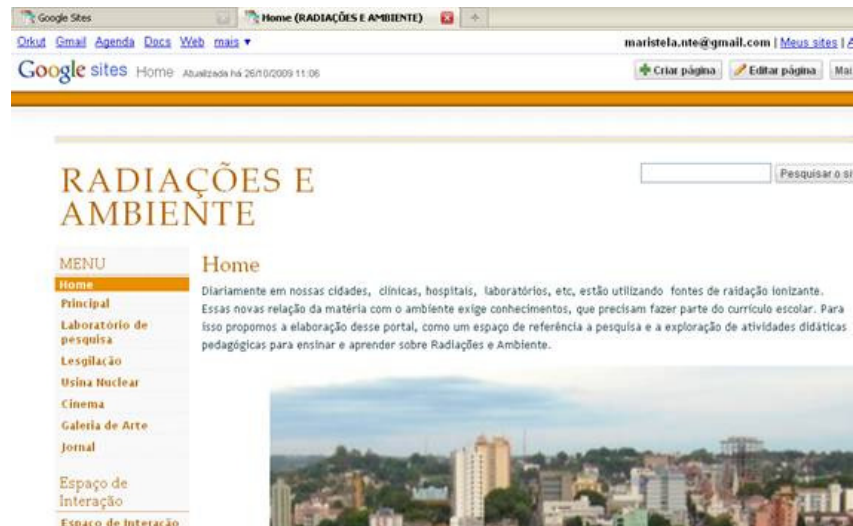 Google Sites
Home (RADIAÇÕES E AMBIENTE)
Orkut Gmail Agenda Docs Web mais ▼
maristela.nte@gmail.com | Meus sites |
Google sites Home Atualizada há 26/10/2009 11:06
Criar página Editar página Mai
RADIAÇÕES E
AMBIENTE
Pesquisar o si
MENU
Home
Principal
Laboratório de
pesquisa
Lesgilação
Usina Nuclear
Cinema
Galeria de Arte
Jornal
Espaço de
Interação
Espaço de Interação
Home
Diariamente em nossas cidades, clínicas, hospitais, laboratórios, etc, estão utilizando fontes de raidação ionizante.
Essas novas relação da matéria com o ambiente exige conhecimentos, que precisam fazer parte do currículo escolar. Para
isso propomos a elaboração desse portal, como um espaço de referência a pesquisa e a exploração de atividades didáticas
pedagógicas para ensinar e aprender sobre Radiações e Ambiente.